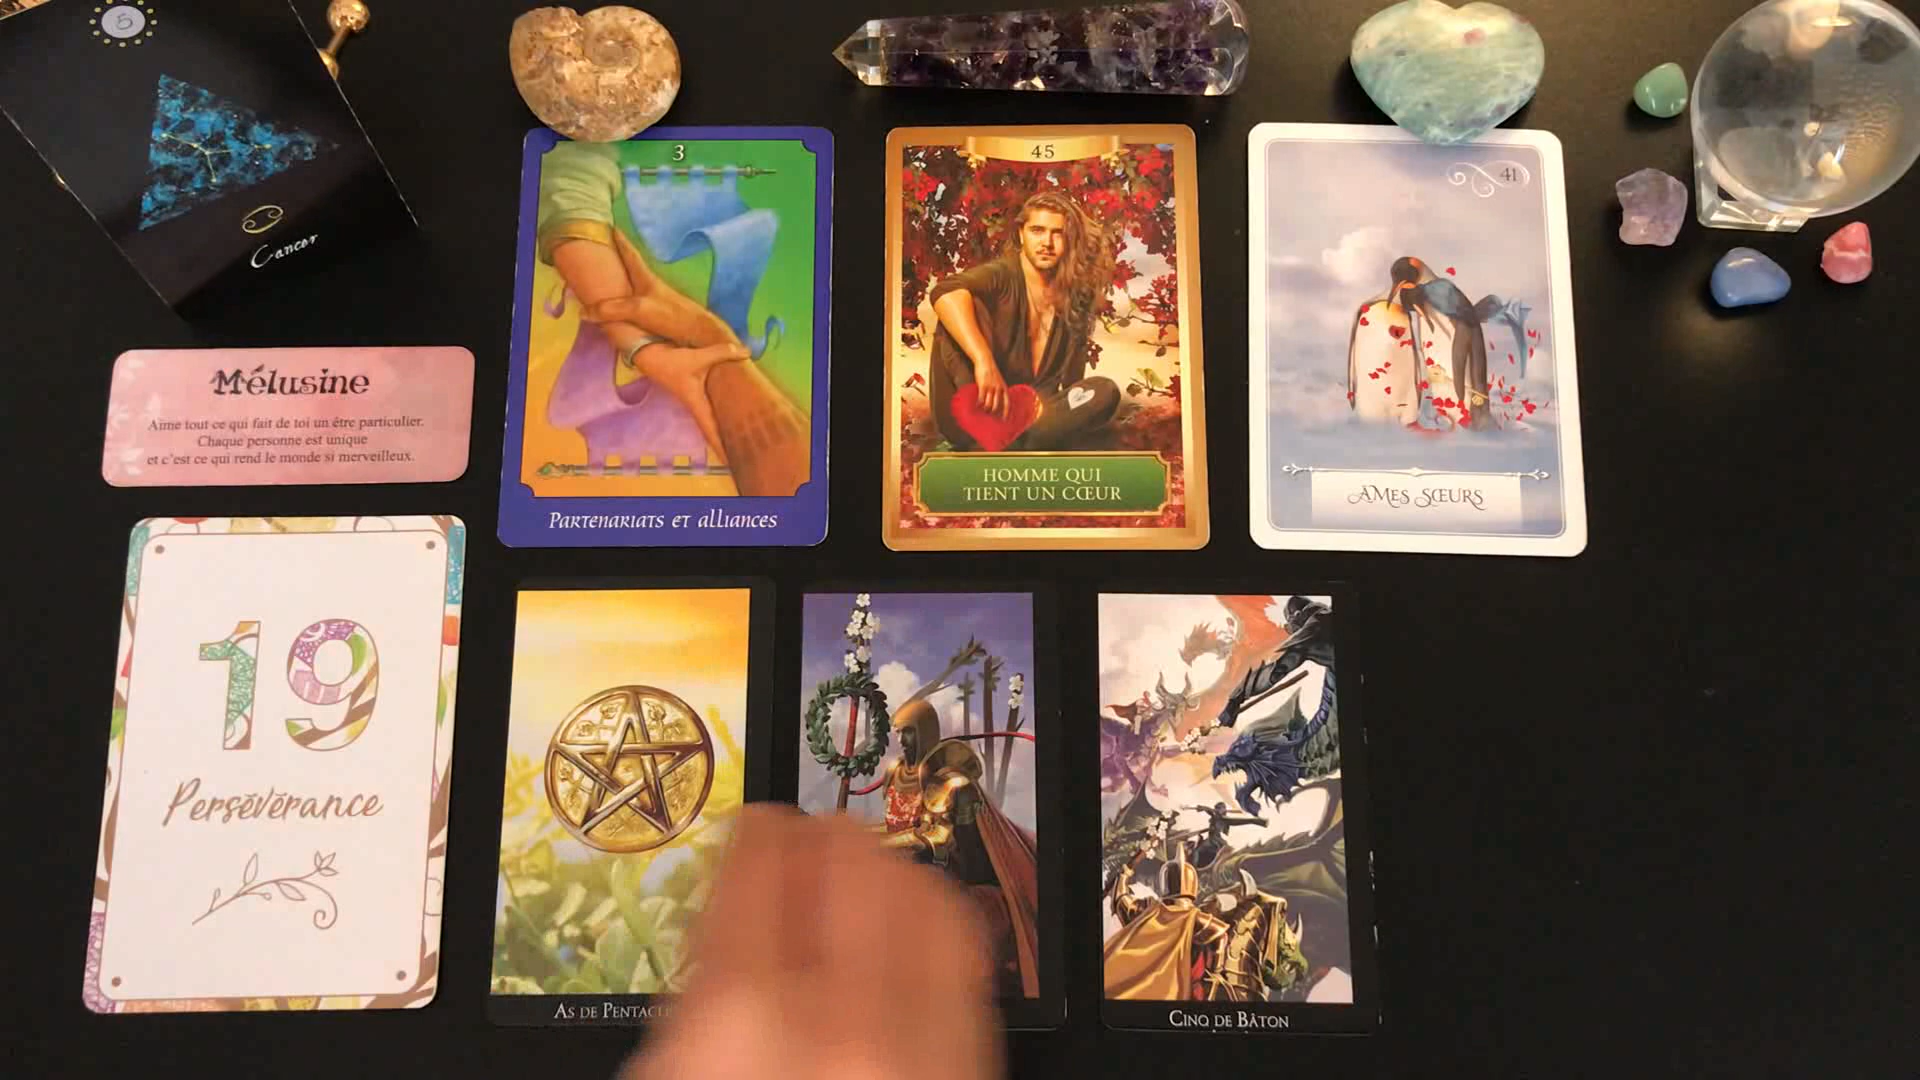 5
Cancer
3
Partenariats et alliances
45
Homme qui
tient un cœur
41
Âmes Sœurs
Mélusine
Aime tout ce qui fait de toi un être particulier.
Chaque personne est unique
et c'est ce qui rend le monde si merveilleux.
19
Persévérance
As de Pentacle
Cinq de Bâton